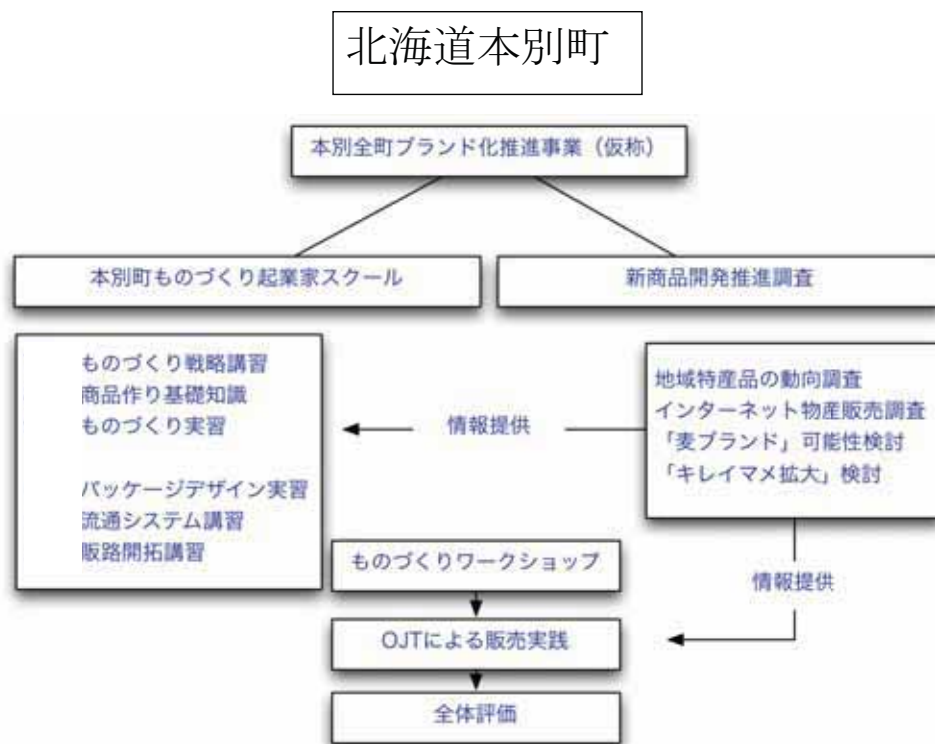 北海道本別町
本別全町ブランド化推進事業（仮称）
本別町ものづくり起業家スクール
新商品開発推進調査
ものづくり戦略講習
商品作り基礎知識
ものづくり実習
パッケージデザイン実習
流通システム講習
販路開拓講習
情報提供
地域特産品の動向調査
インターネット物産販売調査
「麦ブランド」可能性検討
「キレイマメ拡大」検討
情報提供
ものづくりワークショップ
OJTによる販売実践
全体評価